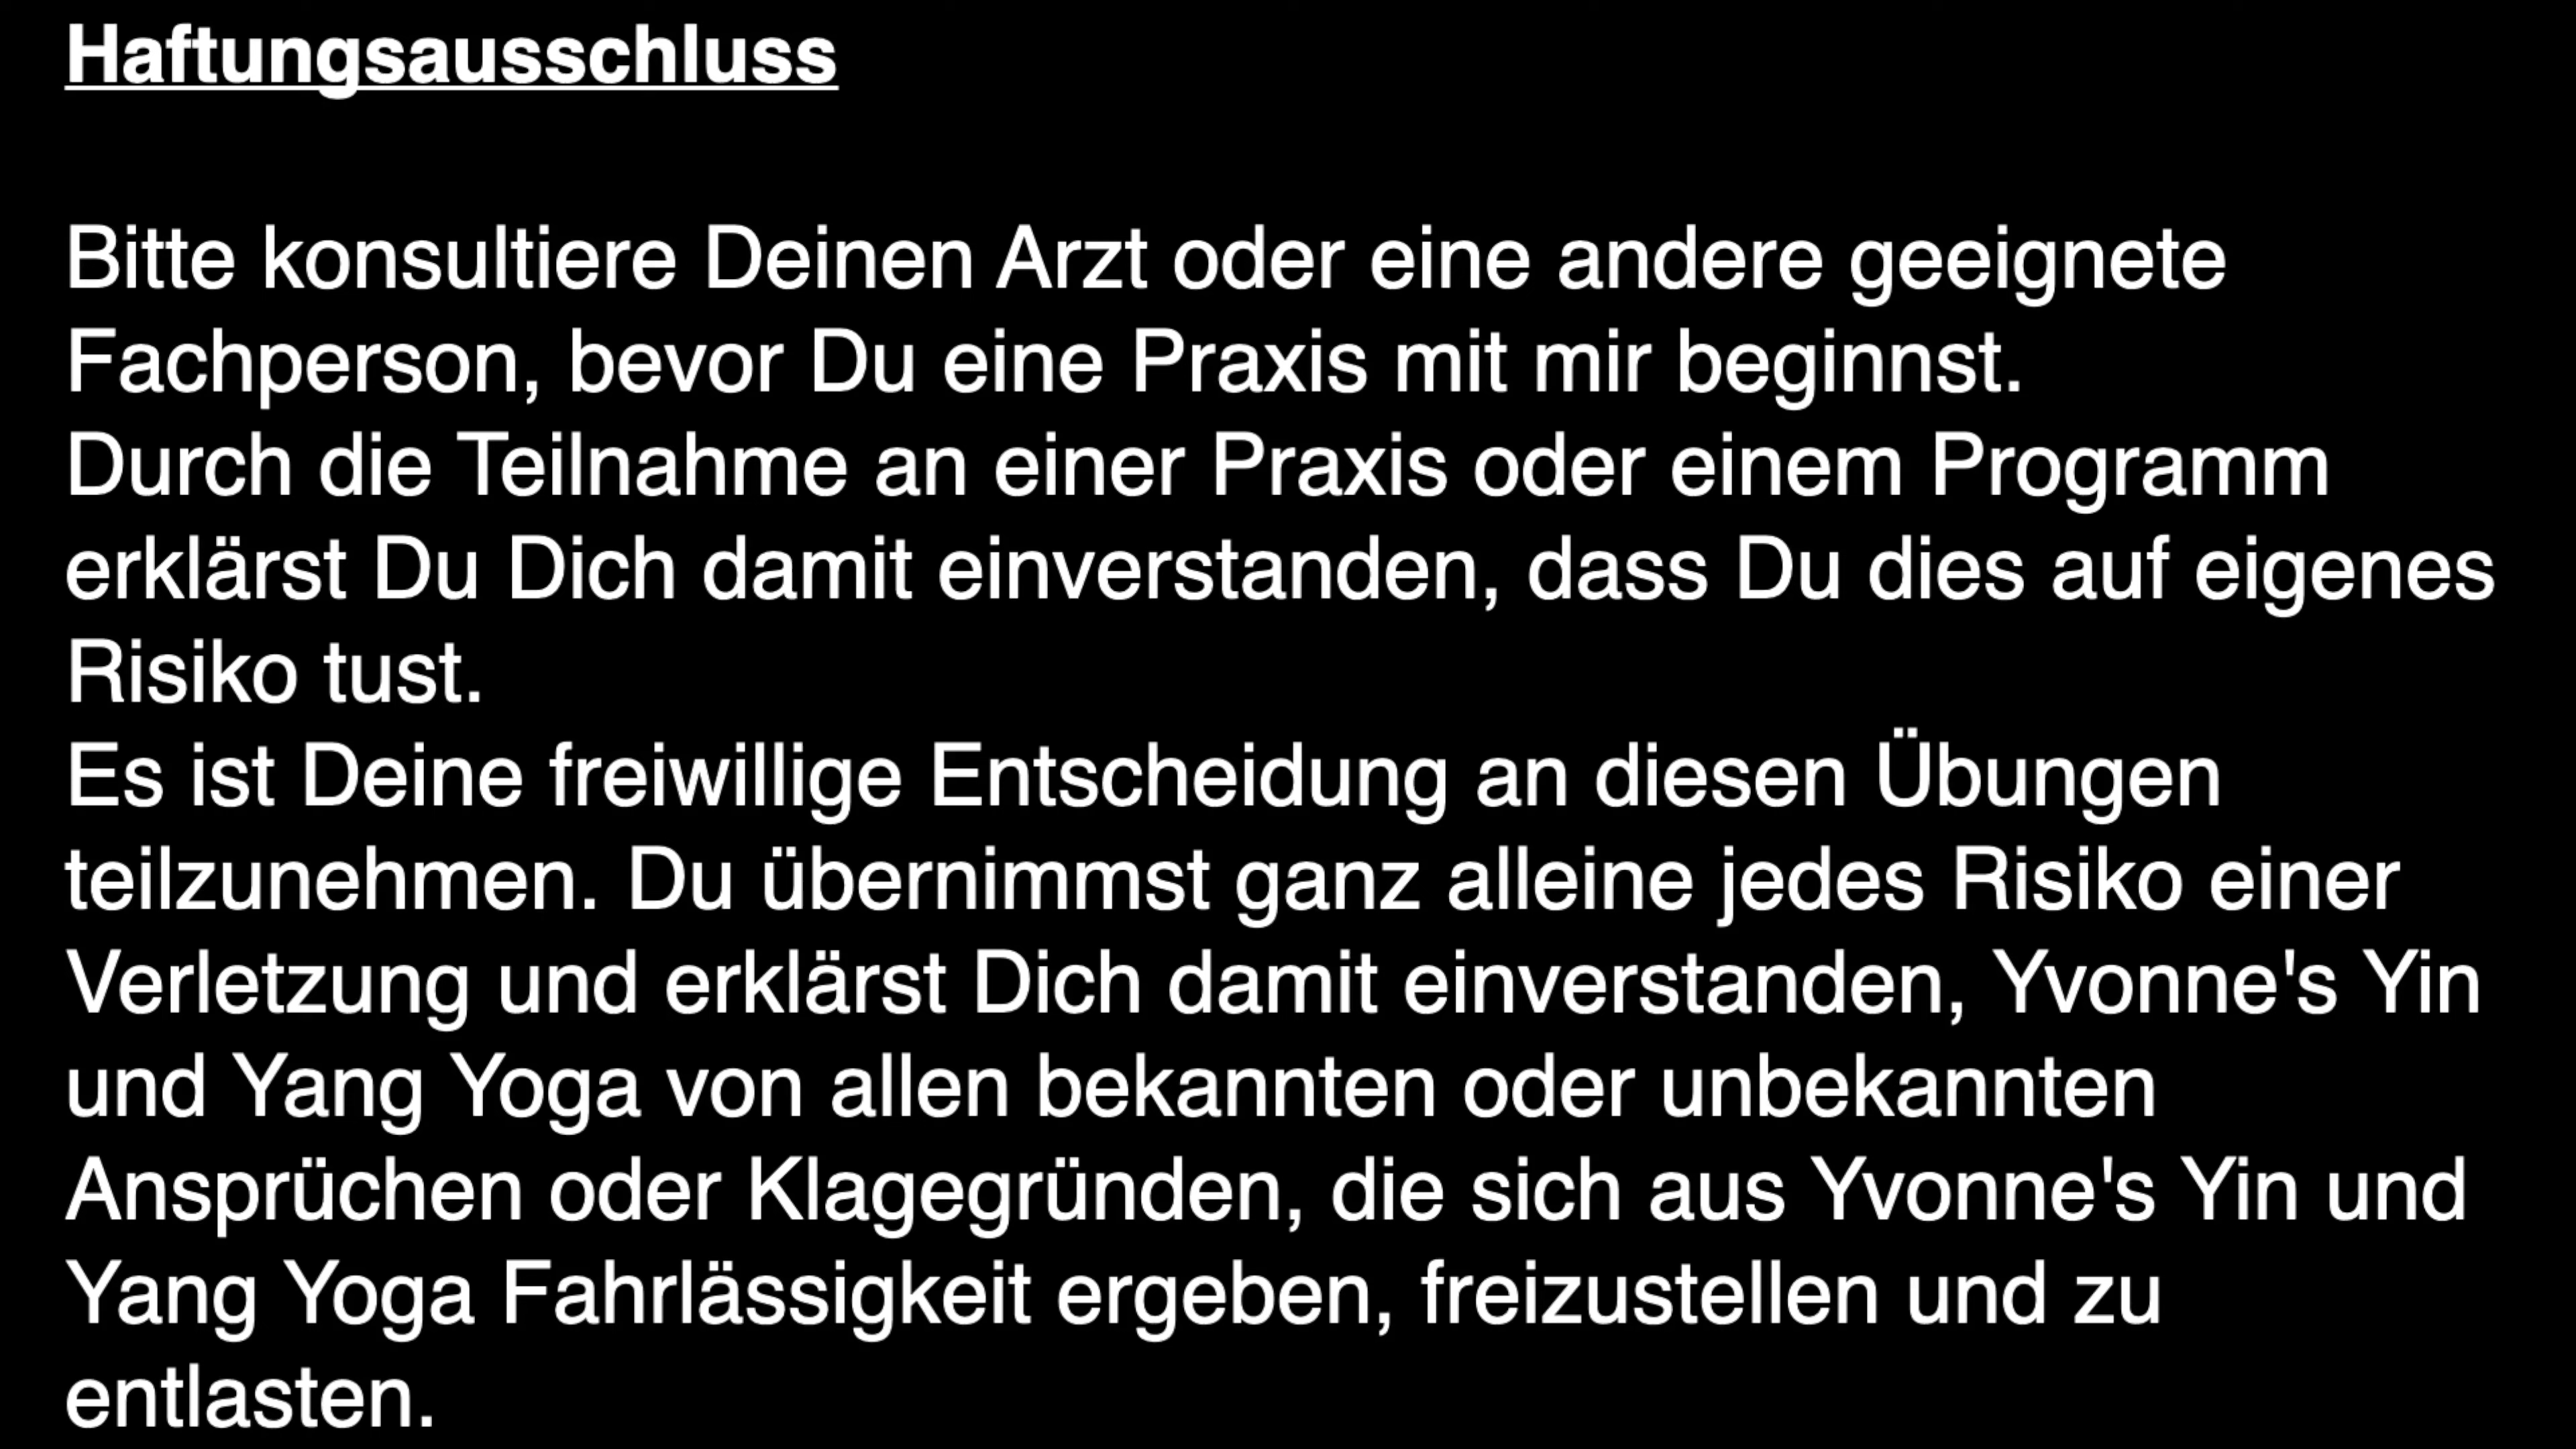 Haftungsausschluss
Bitte konsultiere Deinen Arzt oder eine andere geeignete
Fachperson, bevor Du eine Praxis mit mir beginnst.
Durch die Teilnahme an einer Praxis oder einem Programm
erklärst Du Dich damit einverstanden, dass Du dies auf eigenes
Risiko tust.
Es ist Deine freiwillige Entscheidung an diesen Übungen
teilzunehmen. Du übernimmst ganz alleine jedes Risiko einer
Verletzung und erklärst Dich damit einverstanden, Yvonne's Yin
und Yang Yoga von allen bekannten oder unbekannten
Ansprüchen oder Klagegründen, die sich aus Yvonne's Yin und
Yang Yoga Fahrlässigkeit ergeben, freizustellen und zu
entlasten.